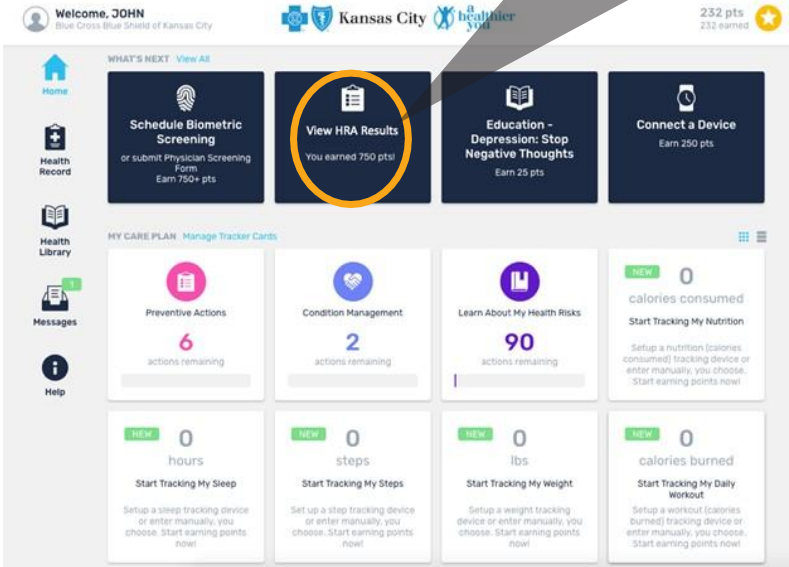 Welcome, JOHN
Blue Cross Blue Shield of Kansas City
Kansas City
a healthier you
232 pts
232 earned
Home
Health Record
Health Library
1
Messages
Help
WHAT'S NEXT View All
Schedule Biometric
Screening
or submit Physician Screening
Form
Earn 750+ pts
View HRA Results
You earned 750 pts!
Education -
Depression: Stop
Negative Thoughts
Earn 25 pts
Connect a Device
Earn 250 pts
MY CARE PLAN Manage Tracker Cards
Preventive Actions
6
actions remaining
Condition Management
2
actions remaining
Learn About My Health Risks
90
actions remaining
NEW 0
calories consumed
Start Tracking My Nutrition
Setup a nutrition (calories
consumed) tracking device or
enter manually, you choose.
Start earning points now!
NEW 0
hours
Start Tracking My Sleep
Setup a sleep tracking device
or enter manually, you
choose. Start earning points
now!
NEW 0
steps
Start Tracking My Steps
Set up a step tracking device
or enter manually, you
choose. Start earning points
now!
NEW 0
lbs
Start Tracking My Weight
Setup a weight tracking
device or enter manually, you
choose. Start earning points
now!
NEW 0
calories burned
Start Tracking My Daily
Workout
Setup a workout (calories
burned) tracking device or
enter manually, you choose.
Start earning points now!